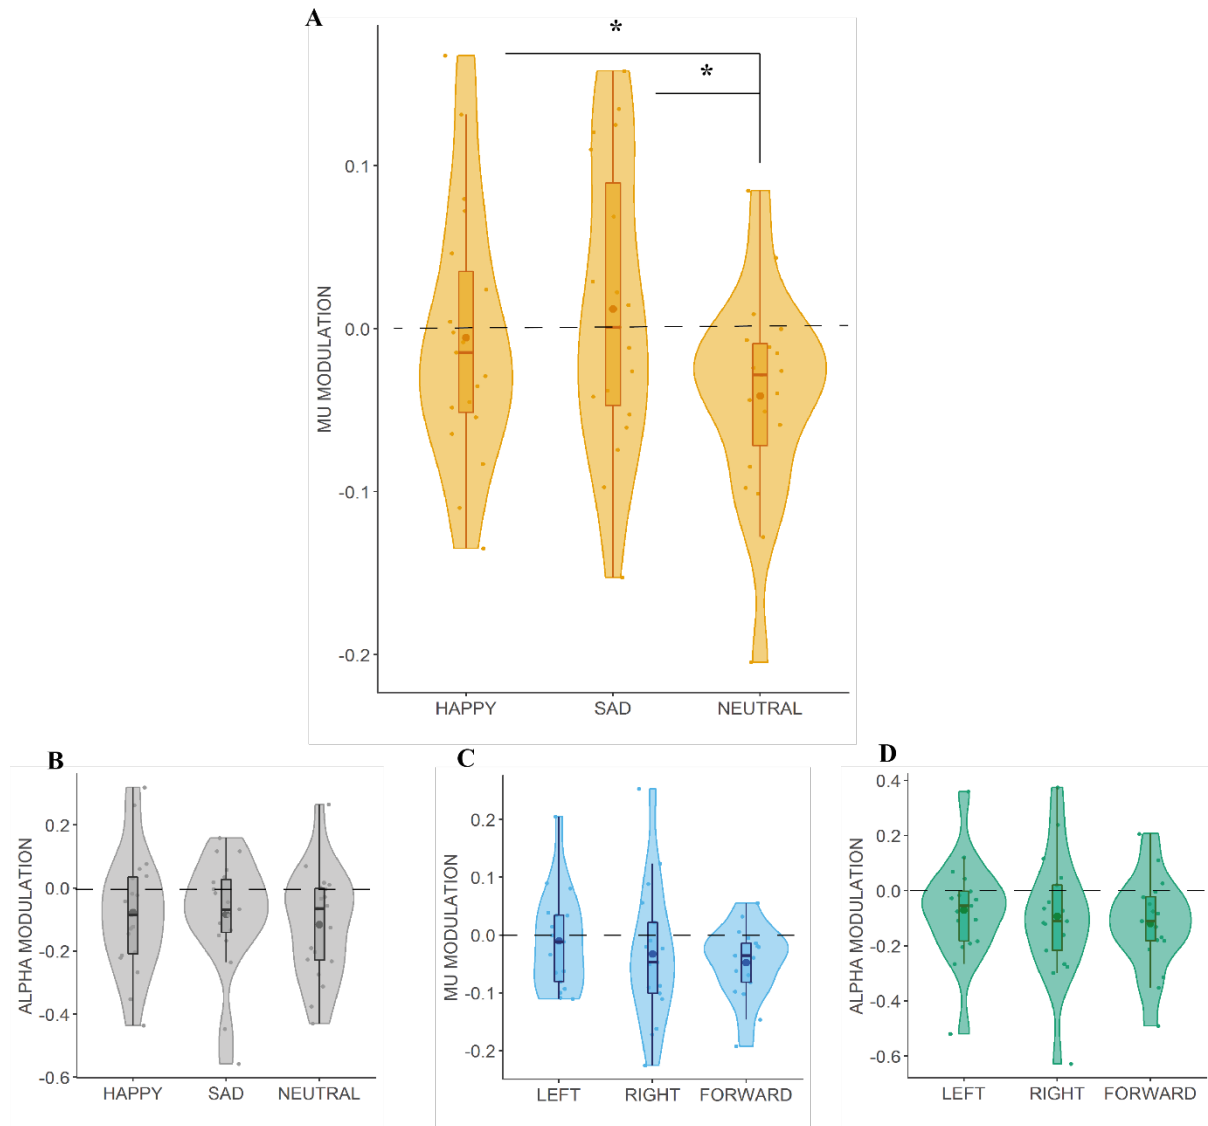 A
*
*
MU MODULATION
0.1
0.0
-0.1
-0.2
HAPPY SAD NEUTRAL
B
ALPHA MODULATION
0.2
0.0
-0.2
-0.4
-0.6
HAPPY SAD NEUTRAL
C
MU MODULATION
0.2
0.1
0.0
-0.1
-0.2
LEFT RIGHT FORWARD
D
ALPHA MODULATION
0.4
0.2
0.0
-0.2
-0.4
-0.6
LEFT RIGHT FORWARD